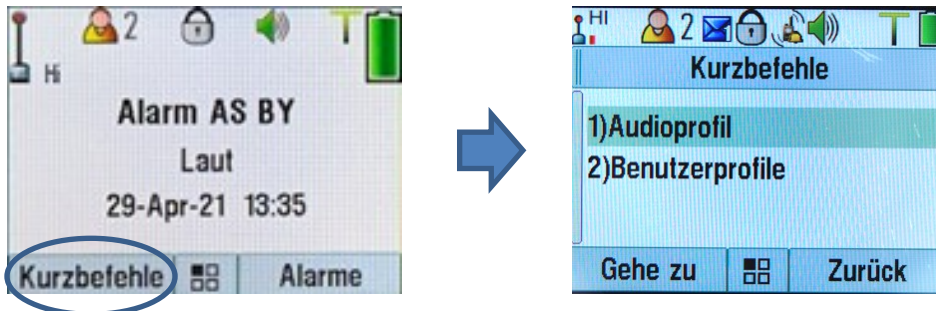 2
Hi
Alarm AS BY
Laut
29-Apr-21 13:35
Kurzbefehle Alarme
HI 2
Kurzbefehle
1)Audioprofil
2)Benutzerprofile
Gehe zu Zurück